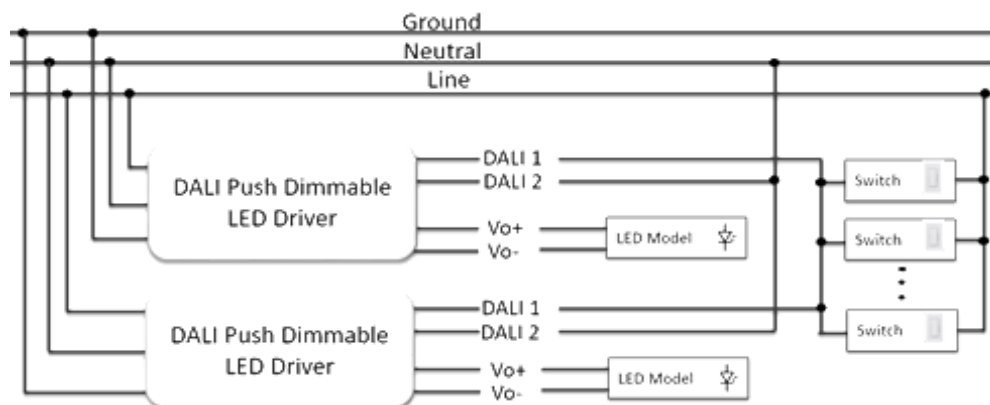 Ground
Neutral
Line
DALI Push Dimmable
LED Driver
DALI 1
DALI 2
Vo+
Vo-
LED Model
Switch
Switch
Switch
DALI Push Dimmable
LED Driver
DALI 1
DALI 2
Vo+
Vo-
LED Model